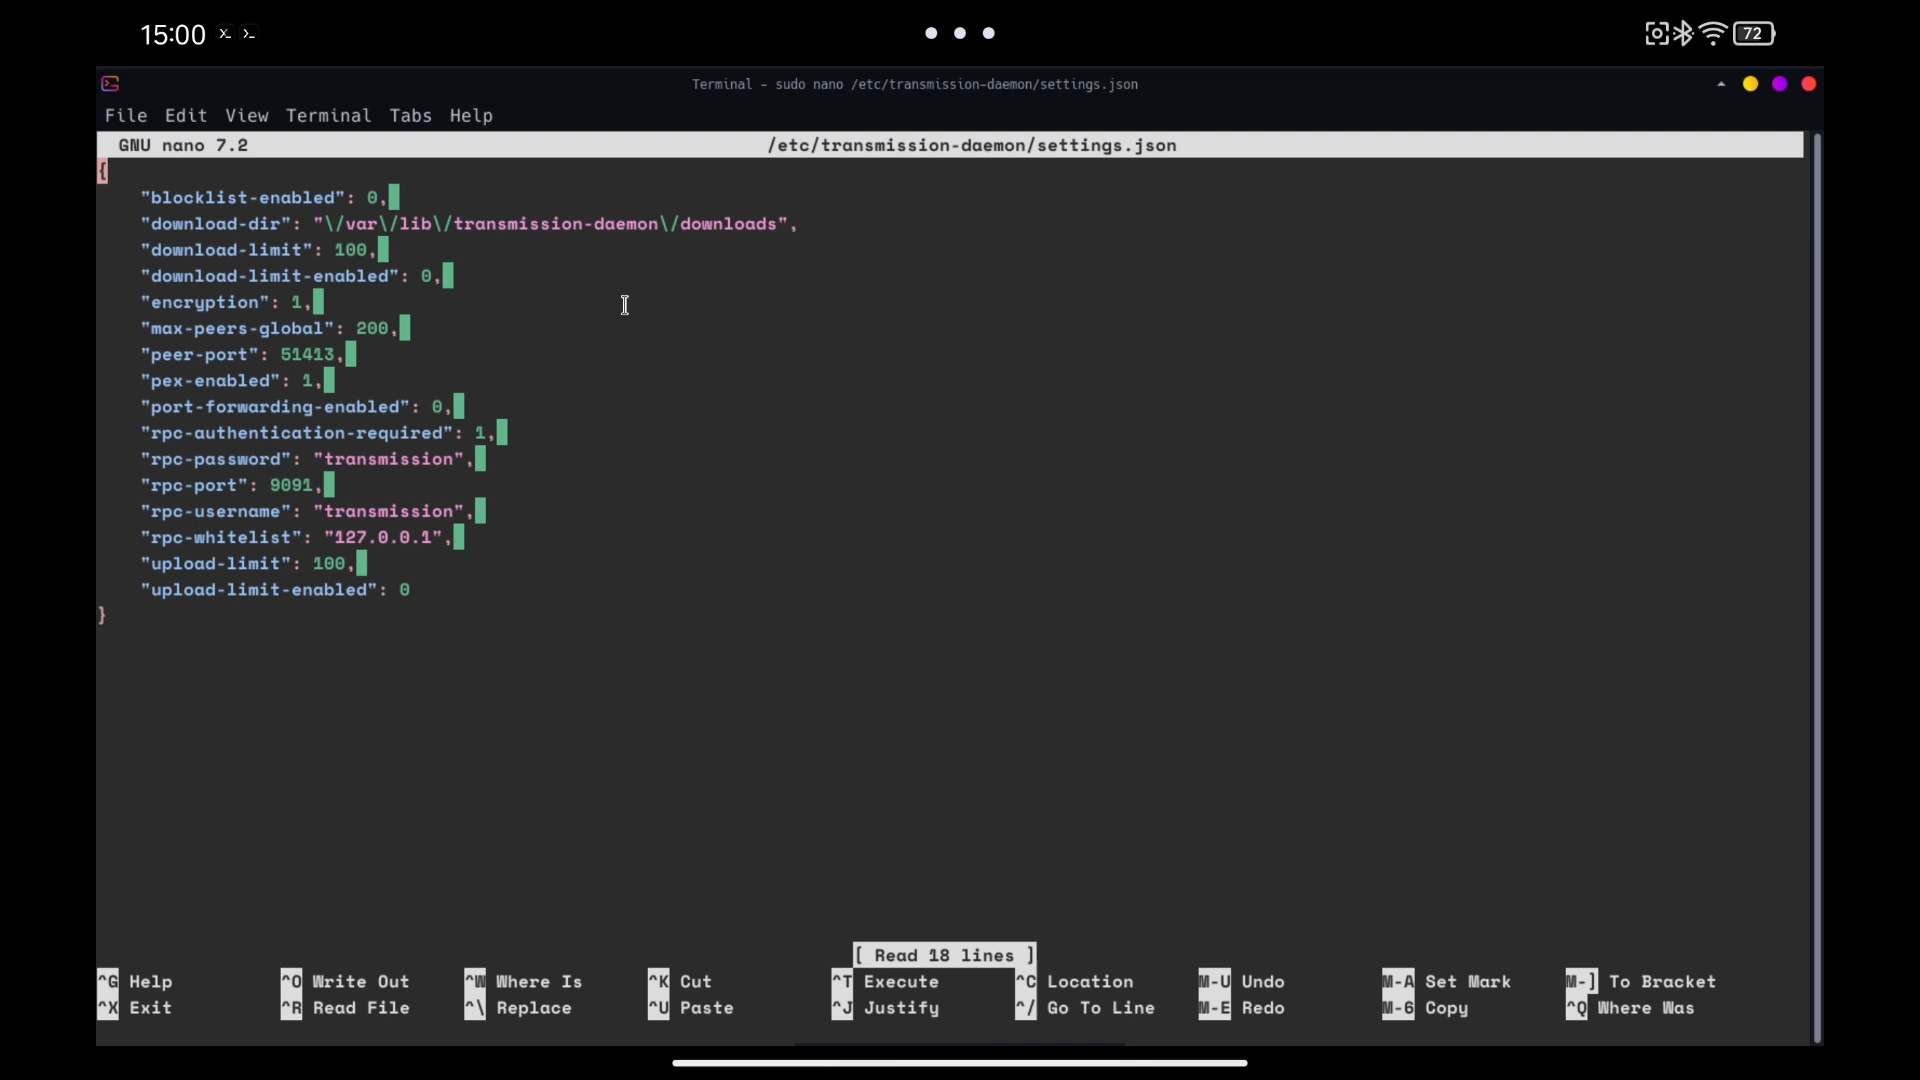 15:00
72
Terminal - sudo nano /etc/transmission-daemon/settings.json
File Edit View Terminal Tabs Help
GNU nano 7.2 /etc/transmission-daemon/settings.json
{
"blocklist-enabled": 0,
"download-dir": "\/var\/lib\/transmission-daemon\/downloads",
"download-limit": 100,
"download-limit-enabled": 0,
"encryption": 1,
"max-peers-global": 200,
"peer-port": 51413,
"pex-enabled": 1,
"port-forwarding-enabled": 0,
"rpc-authentication-required": 1,
"rpc-password": "transmission",
"rpc-port": 9091,
"rpc-username": "transmission",
"rpc-whitelist": "127.0.0.1",
"upload-limit": 100,
"upload-limit-enabled": 0
}
[ Read 18 lines ]
^G Help ^O Write Out ^W Where Is ^K Cut ^T Execute ^C Location M-U Undo M-A Set Mark M-] To Bracket
^X Exit ^R Read File ^\ Replace ^U Paste ^J Justify ^/ Go To Line M-E Redo M-6 Copy ^Q Where Was